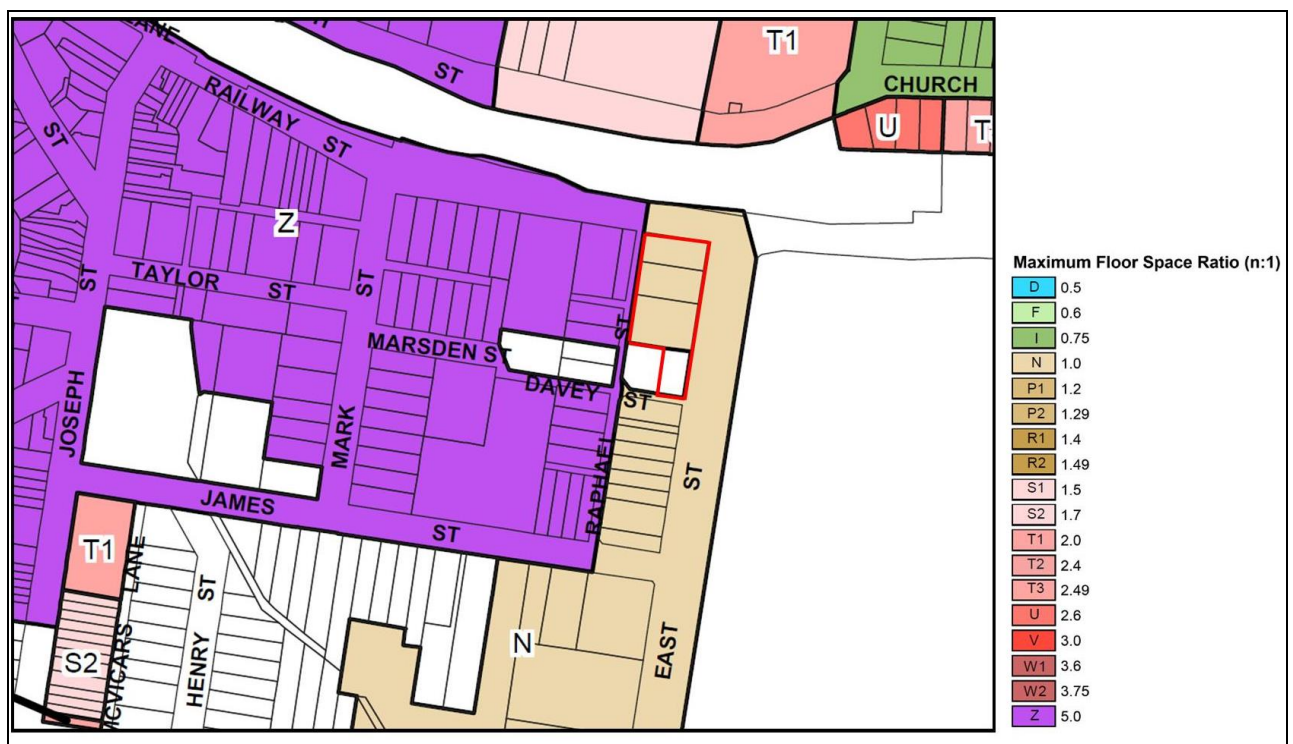 LANE
ST
T1
CHURCH
U
T
RAILWAY
ST
ST
Z
TAYLOR
ST
ST
ST
MARSDEN ST
DAVEY
ST
ST
JOSEPH
MARK
RAPHAEL
ST
JAMES
ST
T1
LANE
ST
N
S2
MCVICARS
HENRY
EAST
Maximum Floor Space Ratio (n:1)
D 0.5
F 0.6
I 0.75
N 1.0
P1 1.2
P2 1.29
R1 1.4
R2 1.49
S1 1.5
S2 1.7
T1 2.0
T2 2.4
T3 2.49
U 2.6
V 3.0
W1 3.6
W2 3.75
Z 5.0